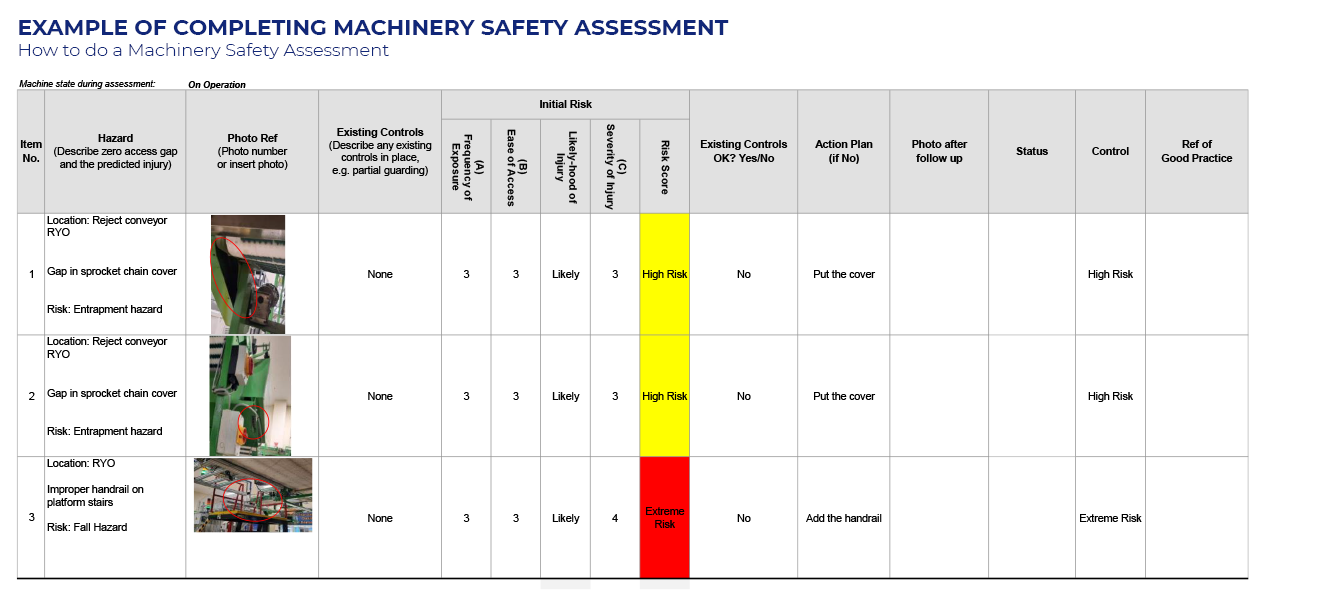 EXAMPLE OF COMPLETING MACHINERY SAFETY ASSESSMENT
How to do a Machinery Safety Assessment
Machine state during assessment: On Operation
Item
No.
Hazard
(Describe zero access gap
and the predicted injury)
Photo Ref
(Photo number
or insert photo)
Existing Controls
(Describe any existing
controls in place,
e.g. partial guarding)
Initial Risk
(A)
Frequency of
Exposure
(B)
Ease of Access
Likely-hood of
Injury
(C)
Severity of Injury
Risk Score
Existing Controls
OK? Yes/No
Action Plan
(if No)
Photo after
follow up
Status
Control
Ref of
Good Practice
1
Location: Reject conveyor
RYO
Gap in sprocket chain cover
Risk: Entrapment hazard
None
3
3
Likely
3
High Risk
No
Put the cover
High Risk
2
Location: Reject conveyor
RYO
Gap in sprocket chain cover
Risk: Entrapment hazard
None
3
3
Likely
3
High Risk
No
Put the cover
High Risk
3
Location: RYO
Improper handrail on
platform stairs
Risk: Fall Hazard
None
3
3
Likely
4
Extreme
Risk
No
Add the handrail
Extreme Risk